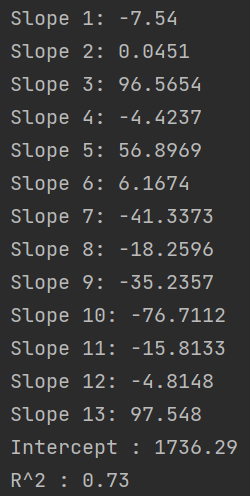 Slope 1: -7.54
Slope 2: 0.0451
Slope 3: 96.5654
Slope 4: -4.4237
Slope 5: 56.8969
Slope 6: 6.1674
Slope 7: -41.3373
Slope 8: -18.2596
Slope 9: -35.2357
Slope 10: -76.7112
Slope 11: -15.8133
Slope 12: -4.8148
Slope 13: 97.548
Intercept : 1736.29
R^2 : 0.73